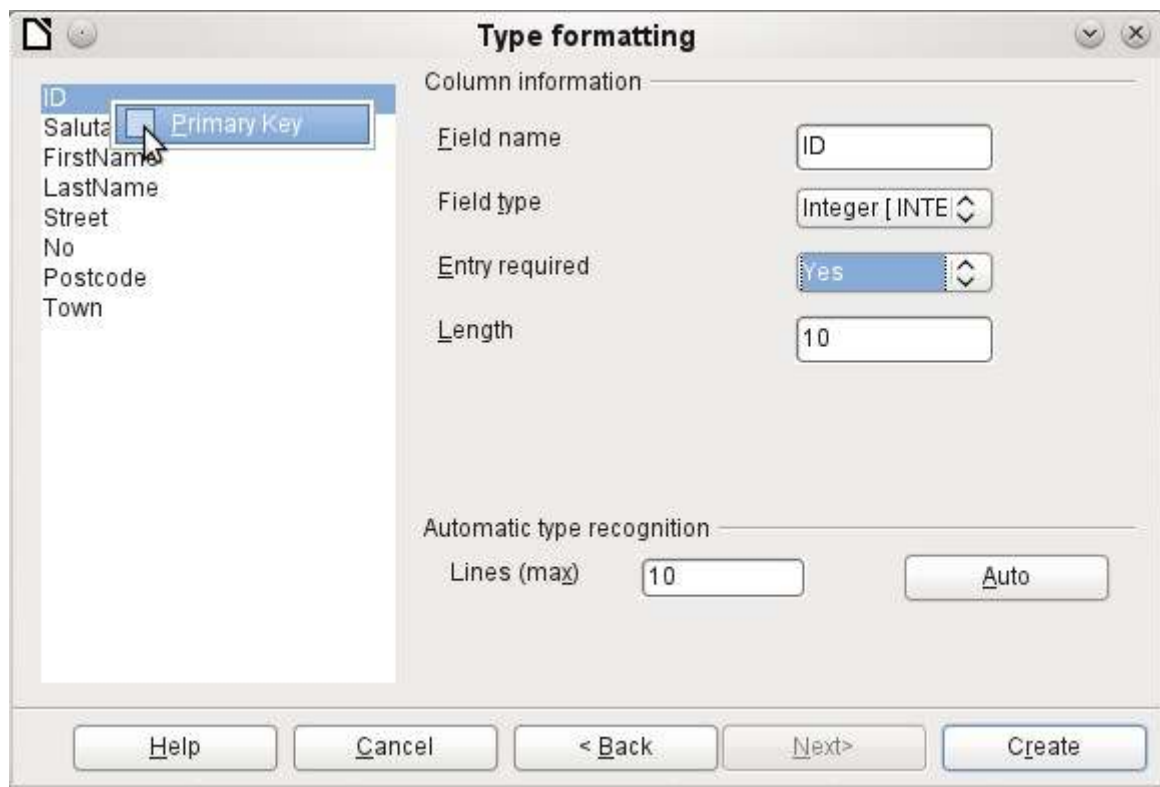 Type formatting
ID
Primary Key
Saluta
FirstName
LastName
Street
No
Postcode
Town
Column information
Field name
ID
Field type
Integer [ INTE
Entry required
Yes
Length
10
Automatic type recognition
Lines (max)
10
Auto
Help
Cancel
< Back
Next>
Create